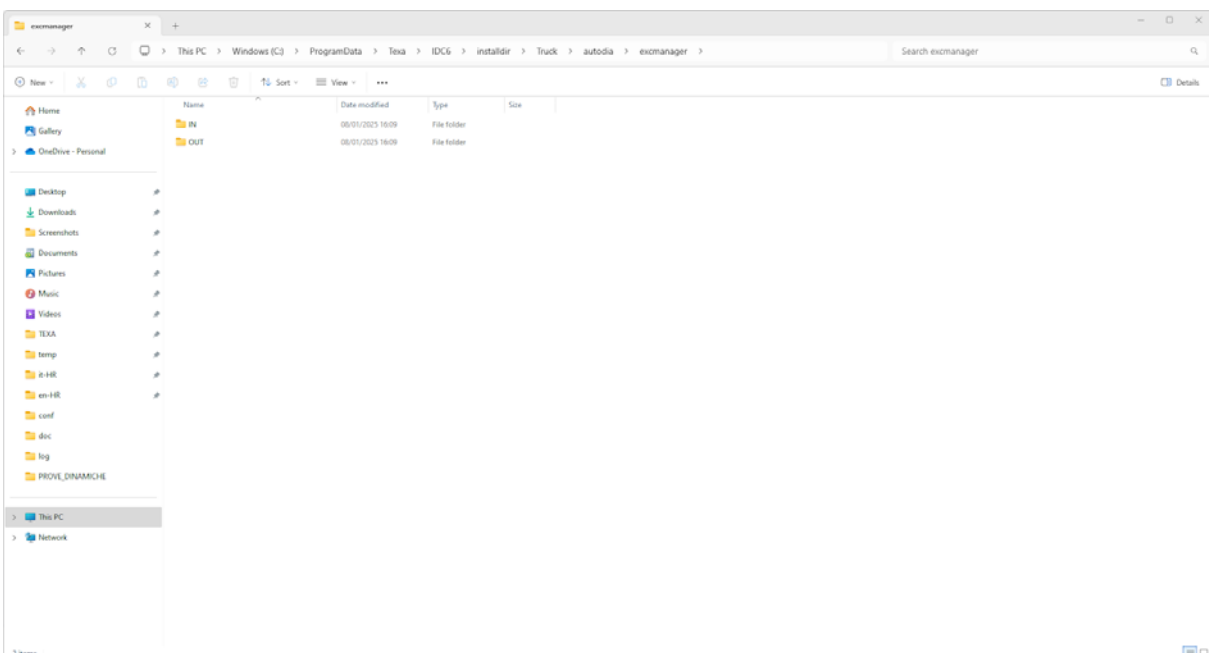 excmanager
This PC > Windows (C:) > ProgramData > Texa > IDC6 > installdir > Truck > autodia > excmanager >
Search excmanager
New
Sort
View
Details
Name
Date modified
Type
Size
IN
08/01/2025 16:09
File folder
OUT
08/01/2025 16:09
File folder
Home
Gallery
OneDrive - Personal
Desktop
Downloads
Screenshots
Documents
Pictures
Music
Videos
TEXA
temp
it-HR
en-HR
conf
doc
log
PROVE_DINAMICHE
This PC
Network